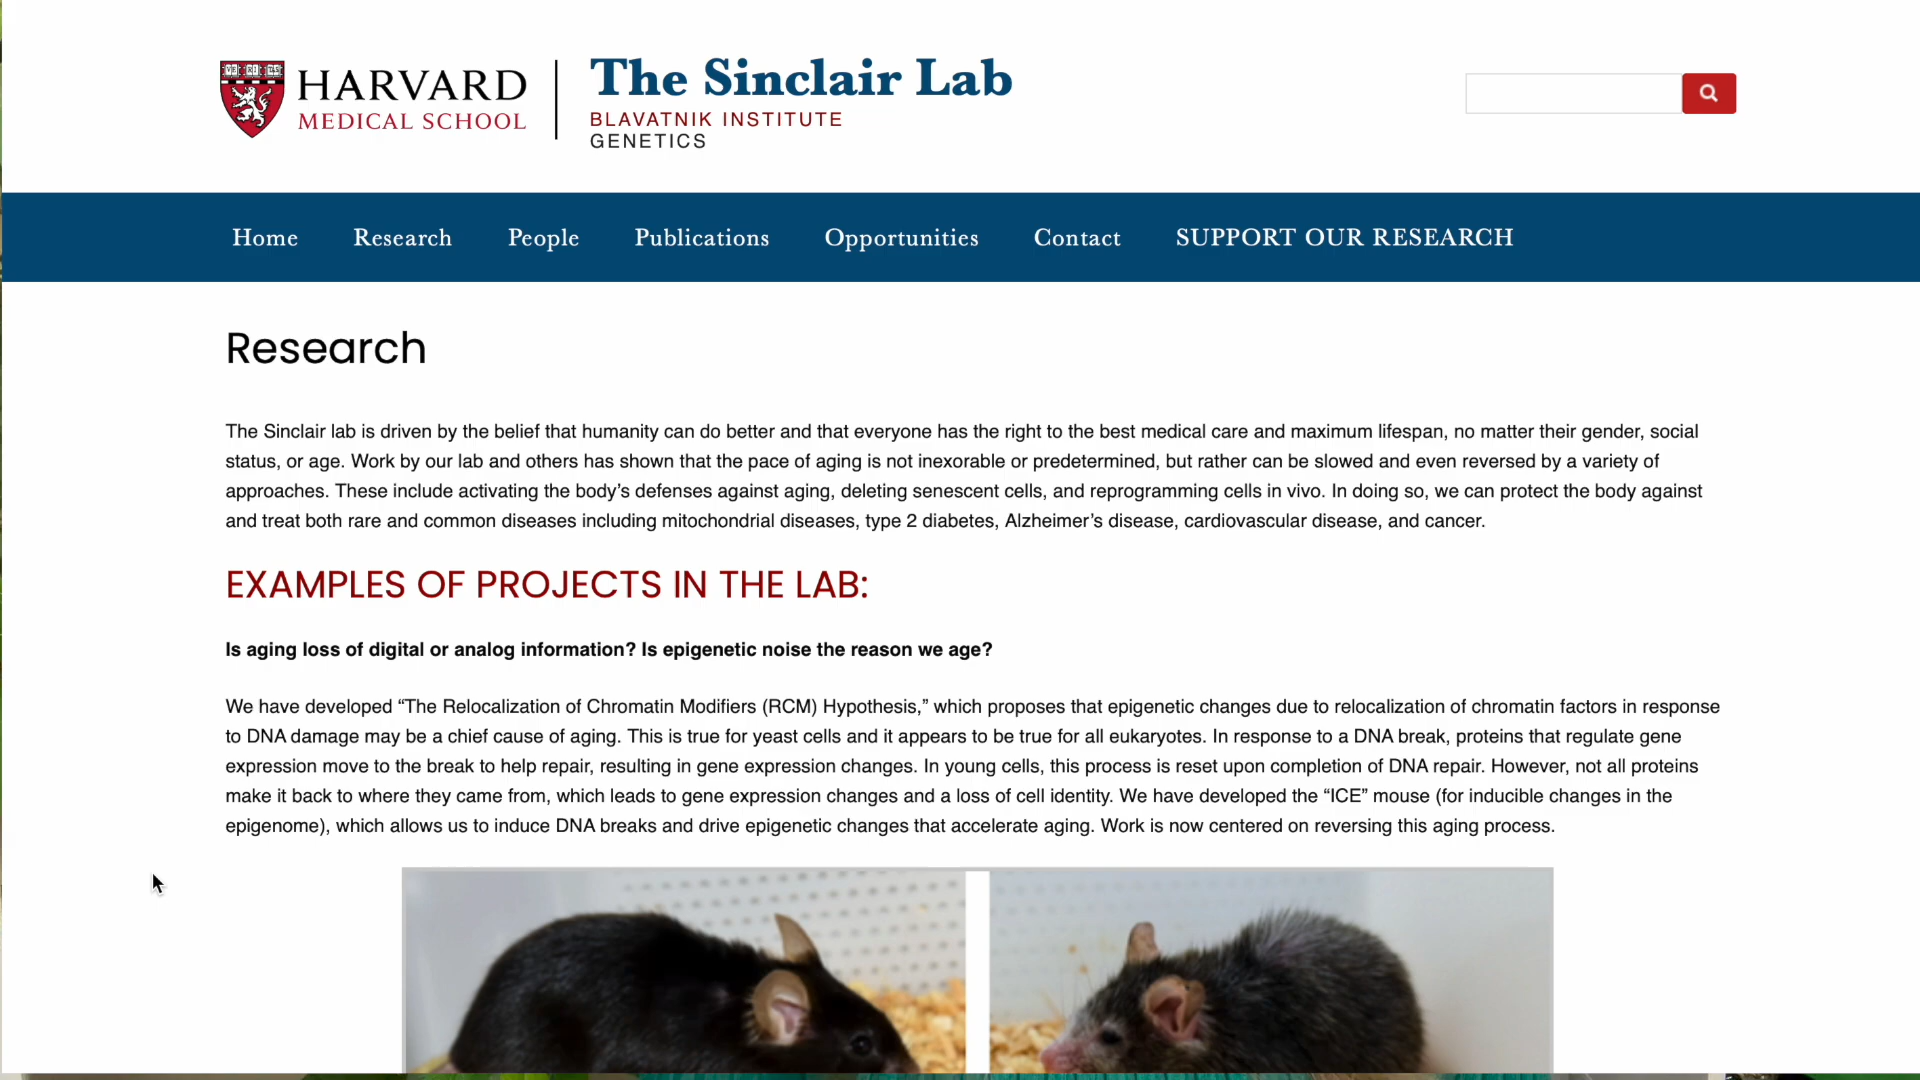 VE RI TAS
HARVARD
MEDICAL SCHOOL
The Sinclair Lab
BLAVATNIK INSTITUTE
GENETICS
Home Research People Publications Opportunities Contact SUPPORT OUR RESEARCH
Research
The Sinclair lab is driven by the belief that humanity can do better and that everyone has the right to the best medical care and maximum lifespan, no matter their gender, social
status, or age. Work by our lab and others has shown that the pace of aging is not inexorable or predetermined, but rather can be slowed and even reversed by a variety of
approaches. These include activating the body’s defenses against aging, deleting senescent cells, and reprogramming cells in vivo. In doing so, we can protect the body against
and treat both rare and common diseases including mitochondrial diseases, type 2 diabetes, Alzheimer’s disease, cardiovascular disease, and cancer.
EXAMPLES OF PROJECTS IN THE LAB:
Is aging loss of digital or analog information? Is epigenetic noise the reason we age?
We have developed “The Relocalization of Chromatin Modifiers (RCM) Hypothesis,” which proposes that epigenetic changes due to relocalization of chromatin factors in response
to DNA damage may be a chief cause of aging. This is true for yeast cells and it appears to be true for all eukaryotes. In response to a DNA break, proteins that regulate gene
expression move to the break to help repair, resulting in gene expression changes. In young cells, this process is reset upon completion of DNA repair. However, not all proteins
make it back to where they came from, which leads to gene expression changes and a loss of cell identity. We have developed the “ICE” mouse (for inducible changes in the
epigenome), which allows us to induce DNA breaks and drive epigenetic changes that accelerate aging. Work is now centered on reversing this aging process.